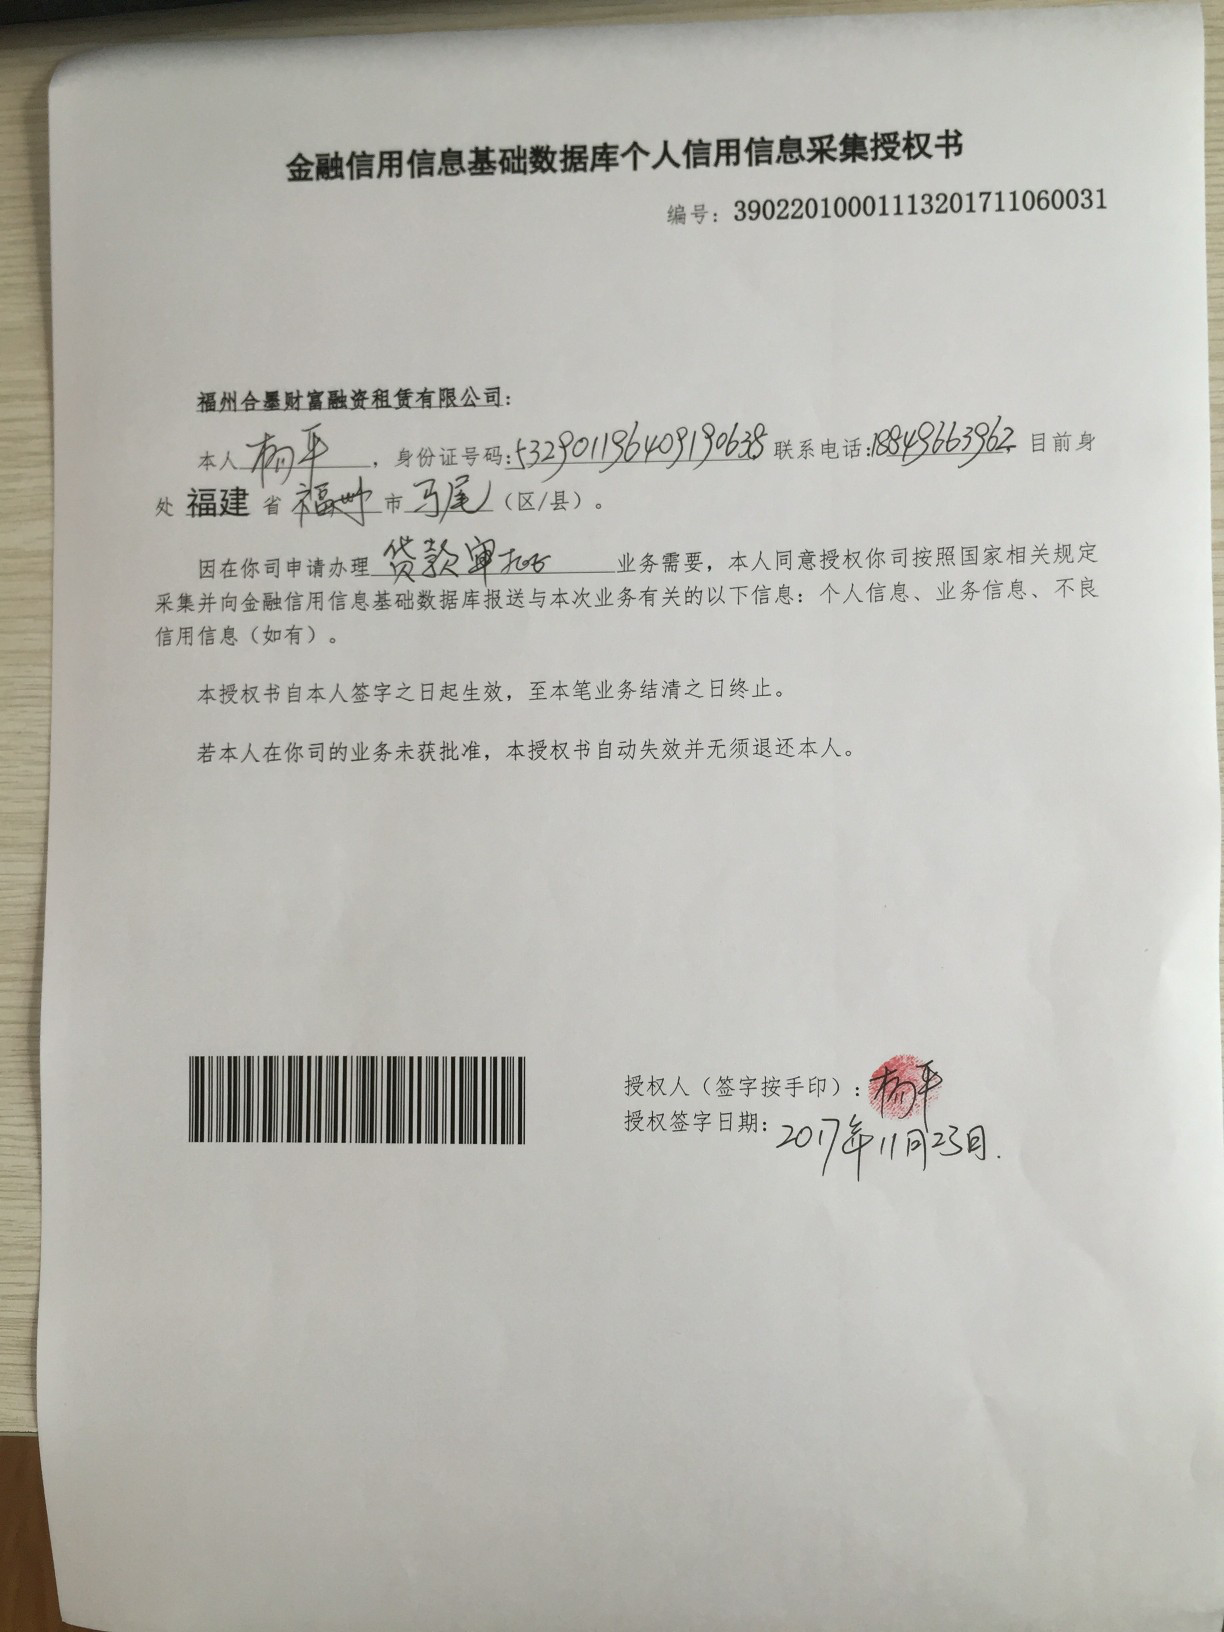 金融信用信息基础数据库个人信用信息采集授权书
编号：3902201000111320171106​0031
福州合墨财富融资租赁有限公司：
本人 杨平 ，身份证号码:532901196409190638 联系电话:18849663962 目前身
处 福建 省 福州 市 马尾（区/县）。
因在你司申请办理 贷款审批 业务需要，本人同意授权你司按照国家相关规定
采集并向金融信用信息基础数据库报送与本次业务有关的以下信息：个人信息、业务信息、不良
信用信息（如有）。
本授权书自本人签字之日起生效，至本笔业务结清之日终止。
若本人在你司的业务未获批准，本授权书自动失效并无须退还本人。
授权人（签字按手印）：杨平
授权签字日期：2017年11月23日.